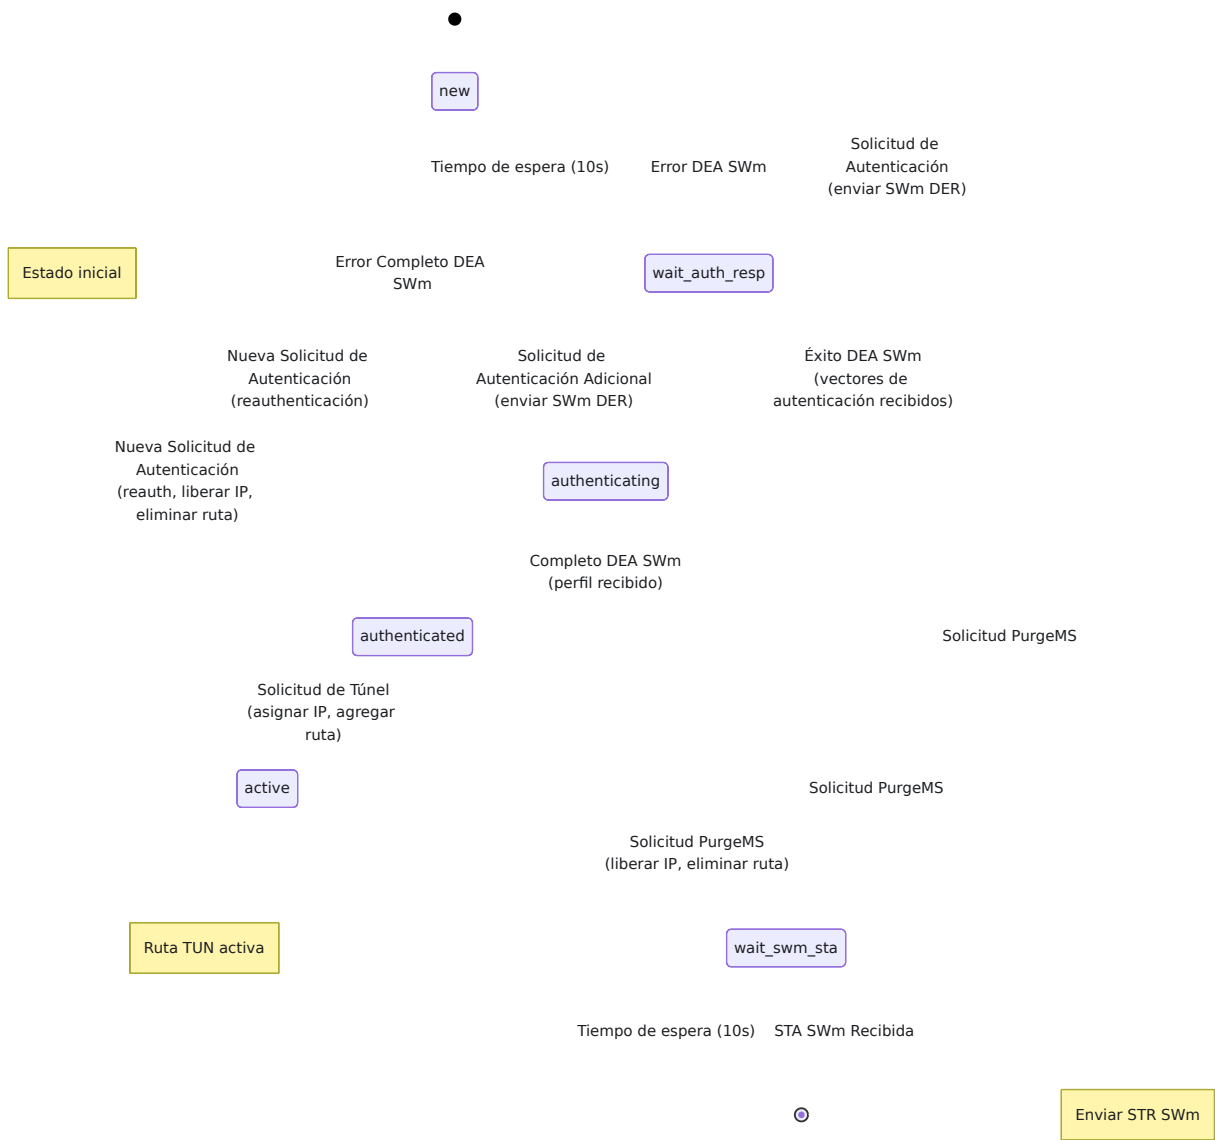 new
Tiempo de espera (10s)
Error DEA SWm
Solicitud de
Autenticación
(enviar SWm DER)
Estado inicial
Error Completo DEA
SWm
wait_auth_resp
Nueva Solicitud de
Autenticación
(reauthenticación)
Solicitud de
Autenticación Adicional
(enviar SWm DER)
Éxito DEA SWm
(vectores de
autenticación recibidos)
Nueva Solicitud de
Autenticación
(reauth, liberar IP,
eliminar ruta)
authenticating
Completo DEA SWm
(perfil recibido)
authenticated
Solicitud PurgeMS
Solicitud de Túnel
(asignar IP, agregar
ruta)
active
Solicitud PurgeMS
Solicitud PurgeMS
(liberar IP, eliminar ruta)
Ruta TUN activa
wait_swm_sta
Tiempo de espera (10s)
STA SWm Recibida
Enviar STR SWm